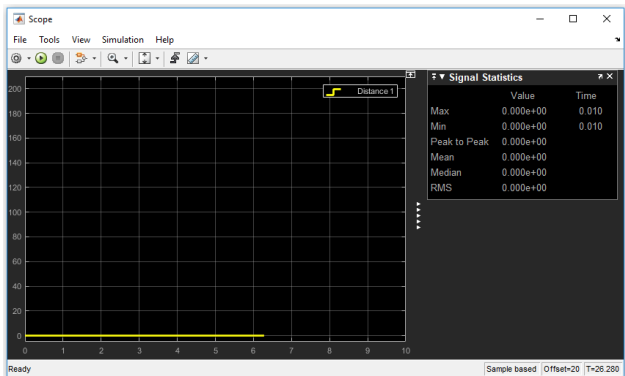 Scope
File Tools View Simulation Help
Distance 1
200
180
160
140
120
100
80
60
40
20
0
0 1 2 3 4 5 6 7 8 9 10
Signal Statistics
Value Time
Max 0.000e+00 0.010
Min 0.000e+00 0.010
Peak to Peak 0.000e+00
Mean 0.000e+00
Median 0.000e+00
RMS 0.000e+00
Ready Sample based Offset=20 T=26.280